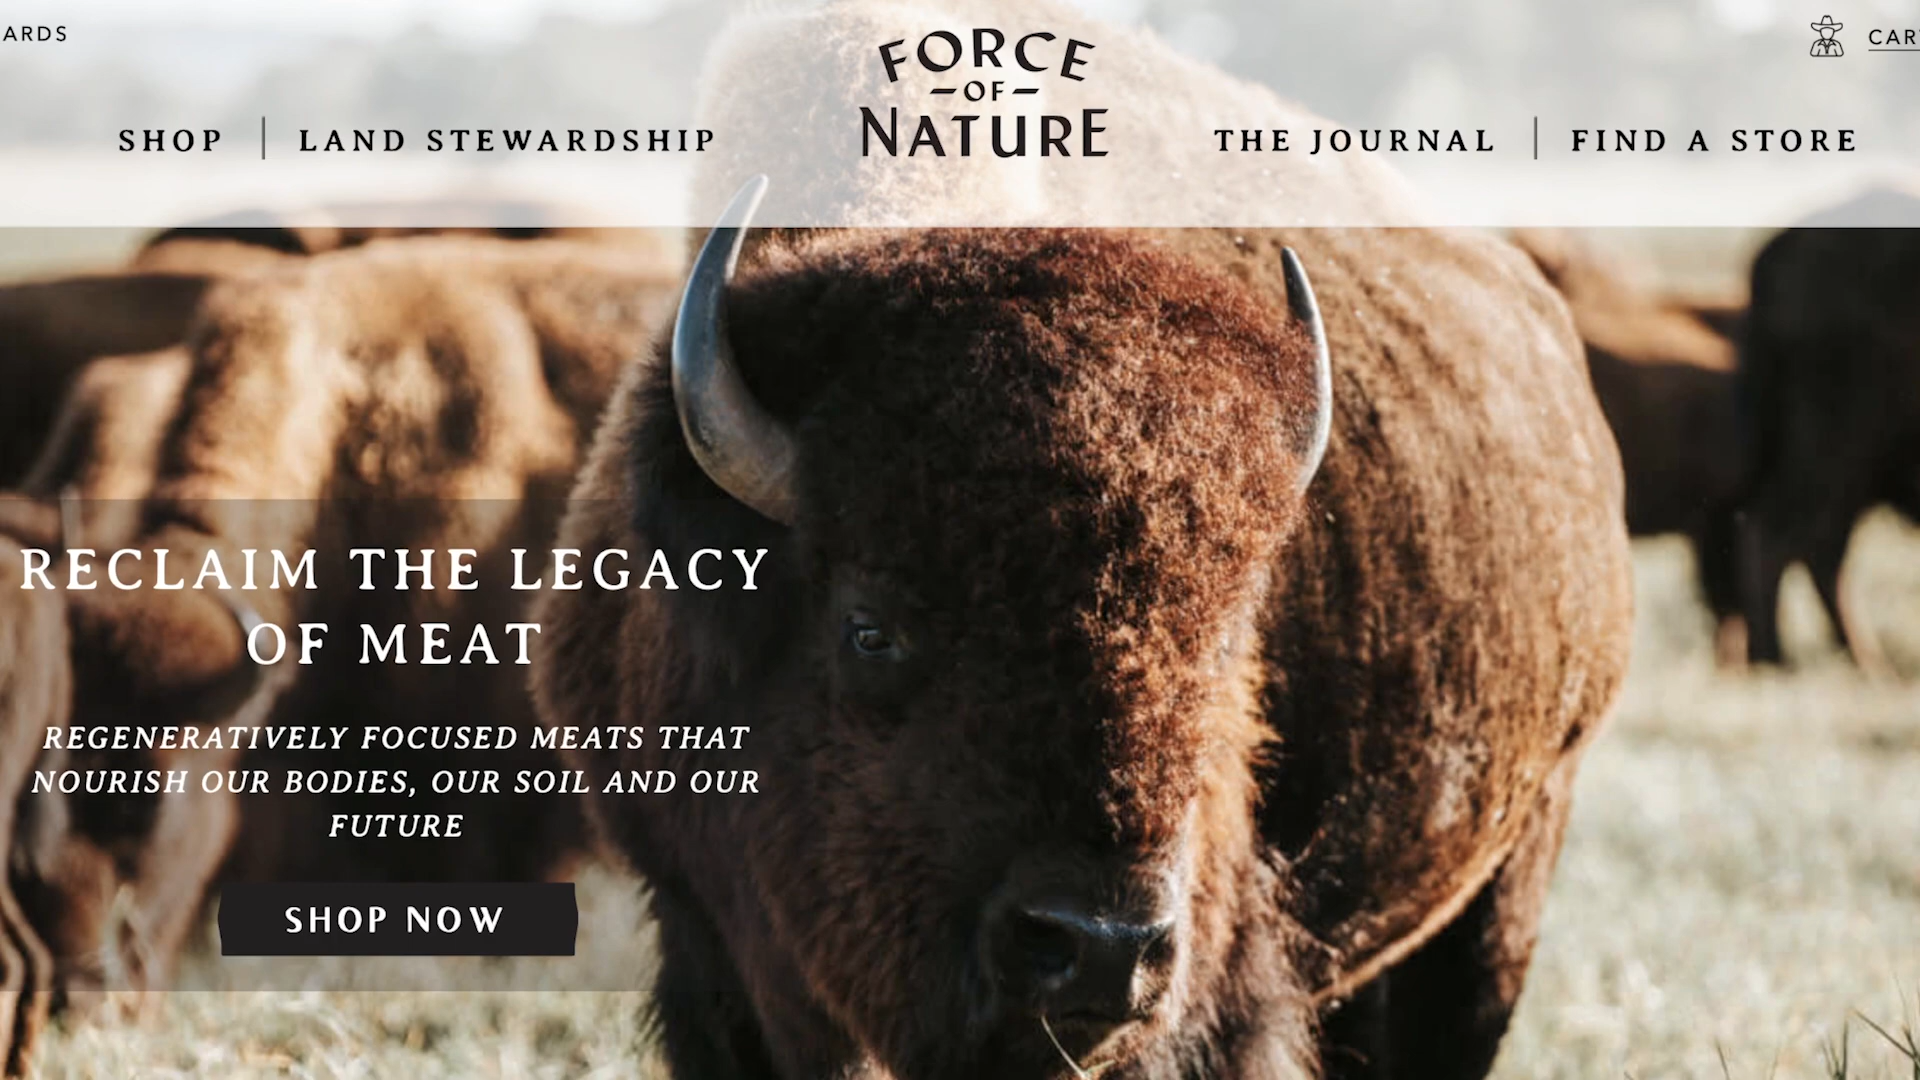 ARDS
CAR
FORCE
OF
NATURE
SHOP
LAND STEWARDSHIP
THE JOURNAL
FIND A STORE
RECLAIM THE LEGACY
OF MEAT
REGENERATIVELY FOCUSED MEATS THAT
NOURISH OUR BODIES, OUR SOIL AND OUR
FUTURE
SHOP NOW